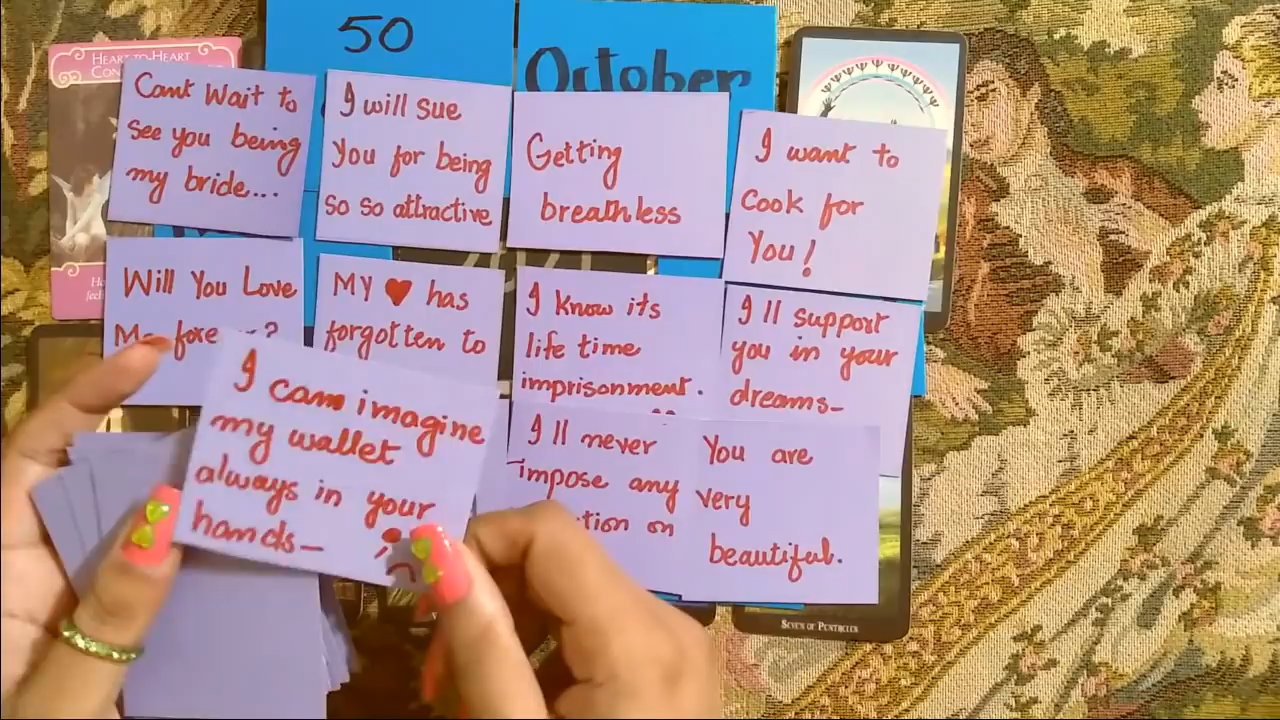 50
October
HEART-TO-HEART
Cant Wait to
see you being
my bride...
I will sue
You for being
so so attractive
Getting
breathless
I want to
Cook for
You!
Will You Love
MY ♥ has
forgotten to
I know its
life time
imprisonment.
I ll support
you in your
dreams-
I can imagine
my wallet
always in your
hands-
I ll never
impose any
on
You are
very
beautiful.
SEVEN OF PENTACLES